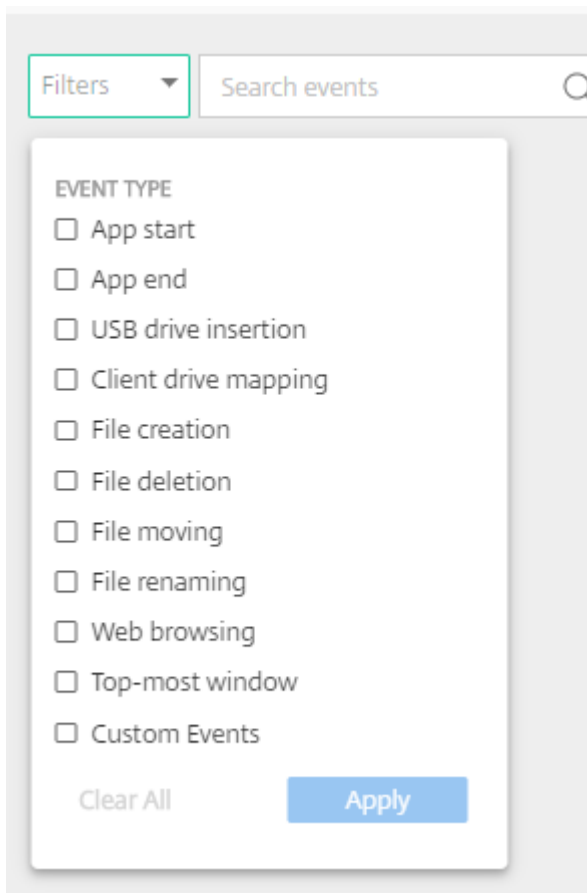 Filters
Search events
EVENT TYPE
App start
App end
USB drive insertion
Client drive mapping
File creation
File deletion
File moving
File renaming
Web browsing
Top-most window
Custom Events
Clear All
Apply